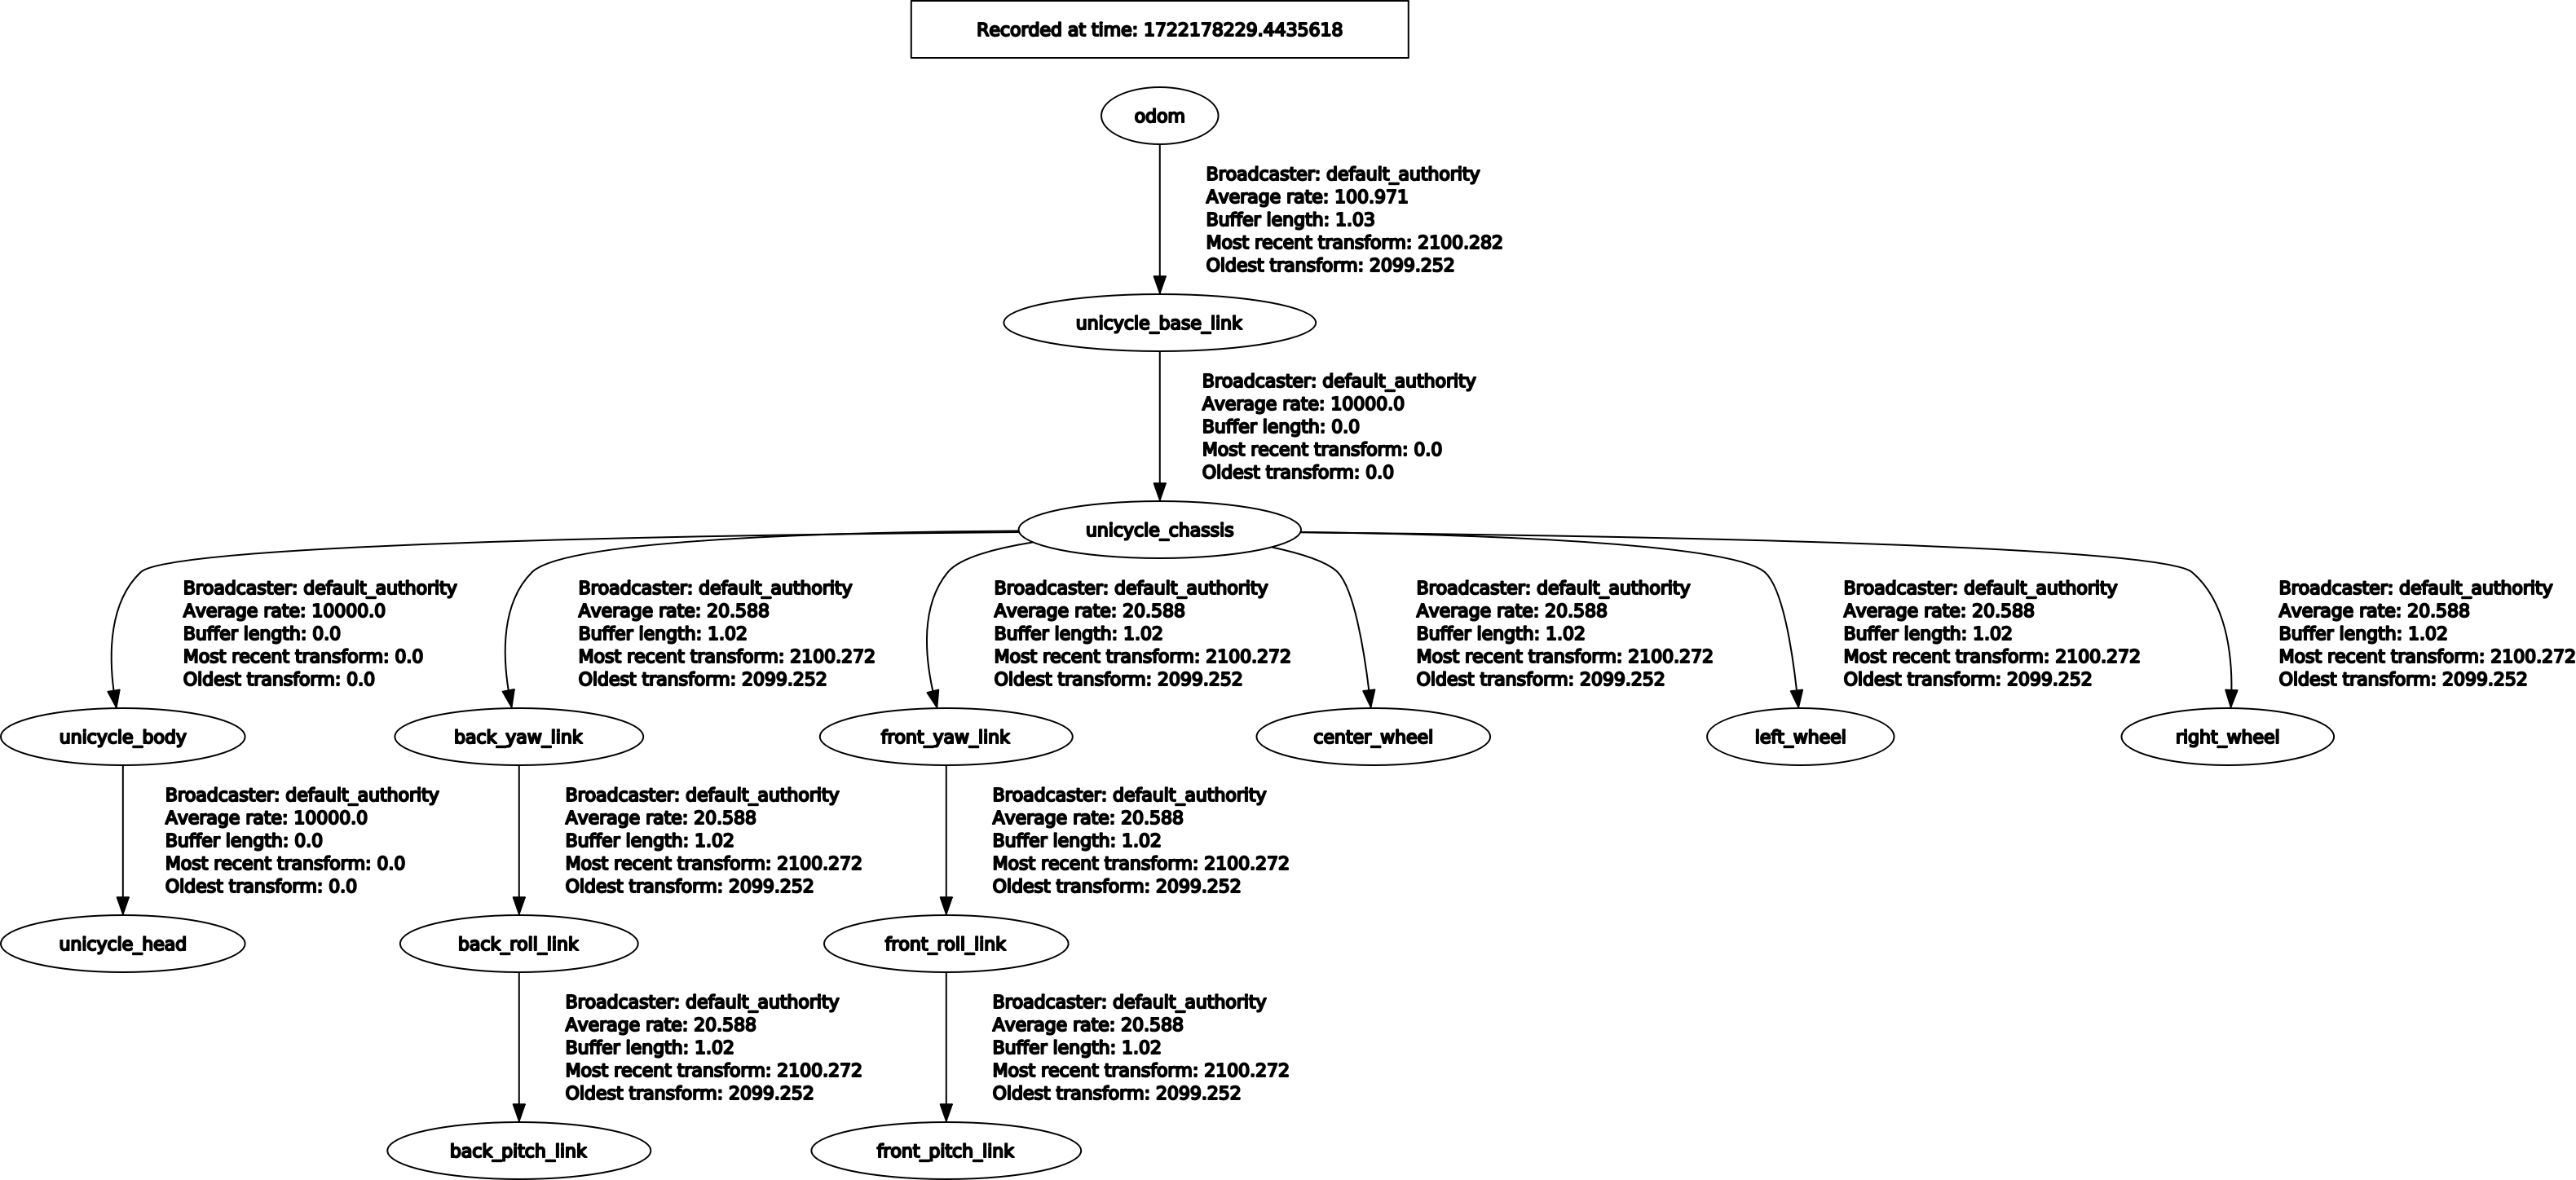 Recorded at time: 1722178229.4435618
odom
Broadcaster: default_authority
Average rate: 100.971
Buffer length: 1.03
Most recent transform: 2100.282
Oldest transform: 2099.252
unicycle_base_link
Broadcaster: default_authority
Average rate: 10000.0
Buffer length: 0.0
Most recent transform: 0.0
Oldest transform: 0.0
unicycle_chassis
Broadcaster: default_authority
Average rate: 10000.0
Buffer length: 0.0
Most recent transform: 0.0
Oldest transform: 0.0
Broadcaster: default_authority
Average rate: 20.588
Buffer length: 1.02
Most recent transform: 2100.272
Oldest transform: 2099.252
Broadcaster: default_authority
Average rate: 20.588
Buffer length: 1.02
Most recent transform: 2100.272
Oldest transform: 2099.252
Broadcaster: default_authority
Average rate: 20.588
Buffer length: 1.02
Most recent transform: 2100.272
Oldest transform: 2099.252
Broadcaster: default_authority
Average rate: 20.588
Buffer length: 1.02
Most recent transform: 2100.272
Oldest transform: 2099.252
Broadcaster: default_authority
Average rate: 20.588
Buffer length: 1.02
Most recent transform: 2100.272
Oldest transform: 2099.252
unicycle_body
back_yaw_link
front_yaw_link
center_wheel
left_wheel
right_wheel
Broadcaster: default_authority
Average rate: 10000.0
Buffer length: 0.0
Most recent transform: 0.0
Oldest transform: 0.0
Broadcaster: default_authority
Average rate: 20.588
Buffer length: 1.02
Most recent transform: 2100.272
Oldest transform: 2099.252
Broadcaster: default_authority
Average rate: 20.588
Buffer length: 1.02
Most recent transform: 2100.272
Oldest transform: 2099.252
unicycle_head
back_roll_link
front_roll_link
Broadcaster: default_authority
Average rate: 20.588
Buffer length: 1.02
Most recent transform: 2100.272
Oldest transform: 2099.252
Broadcaster: default_authority
Average rate: 20.588
Buffer length: 1.02
Most recent transform: 2100.272
Oldest transform: 2099.252
back_pitch_link
front_pitch_link